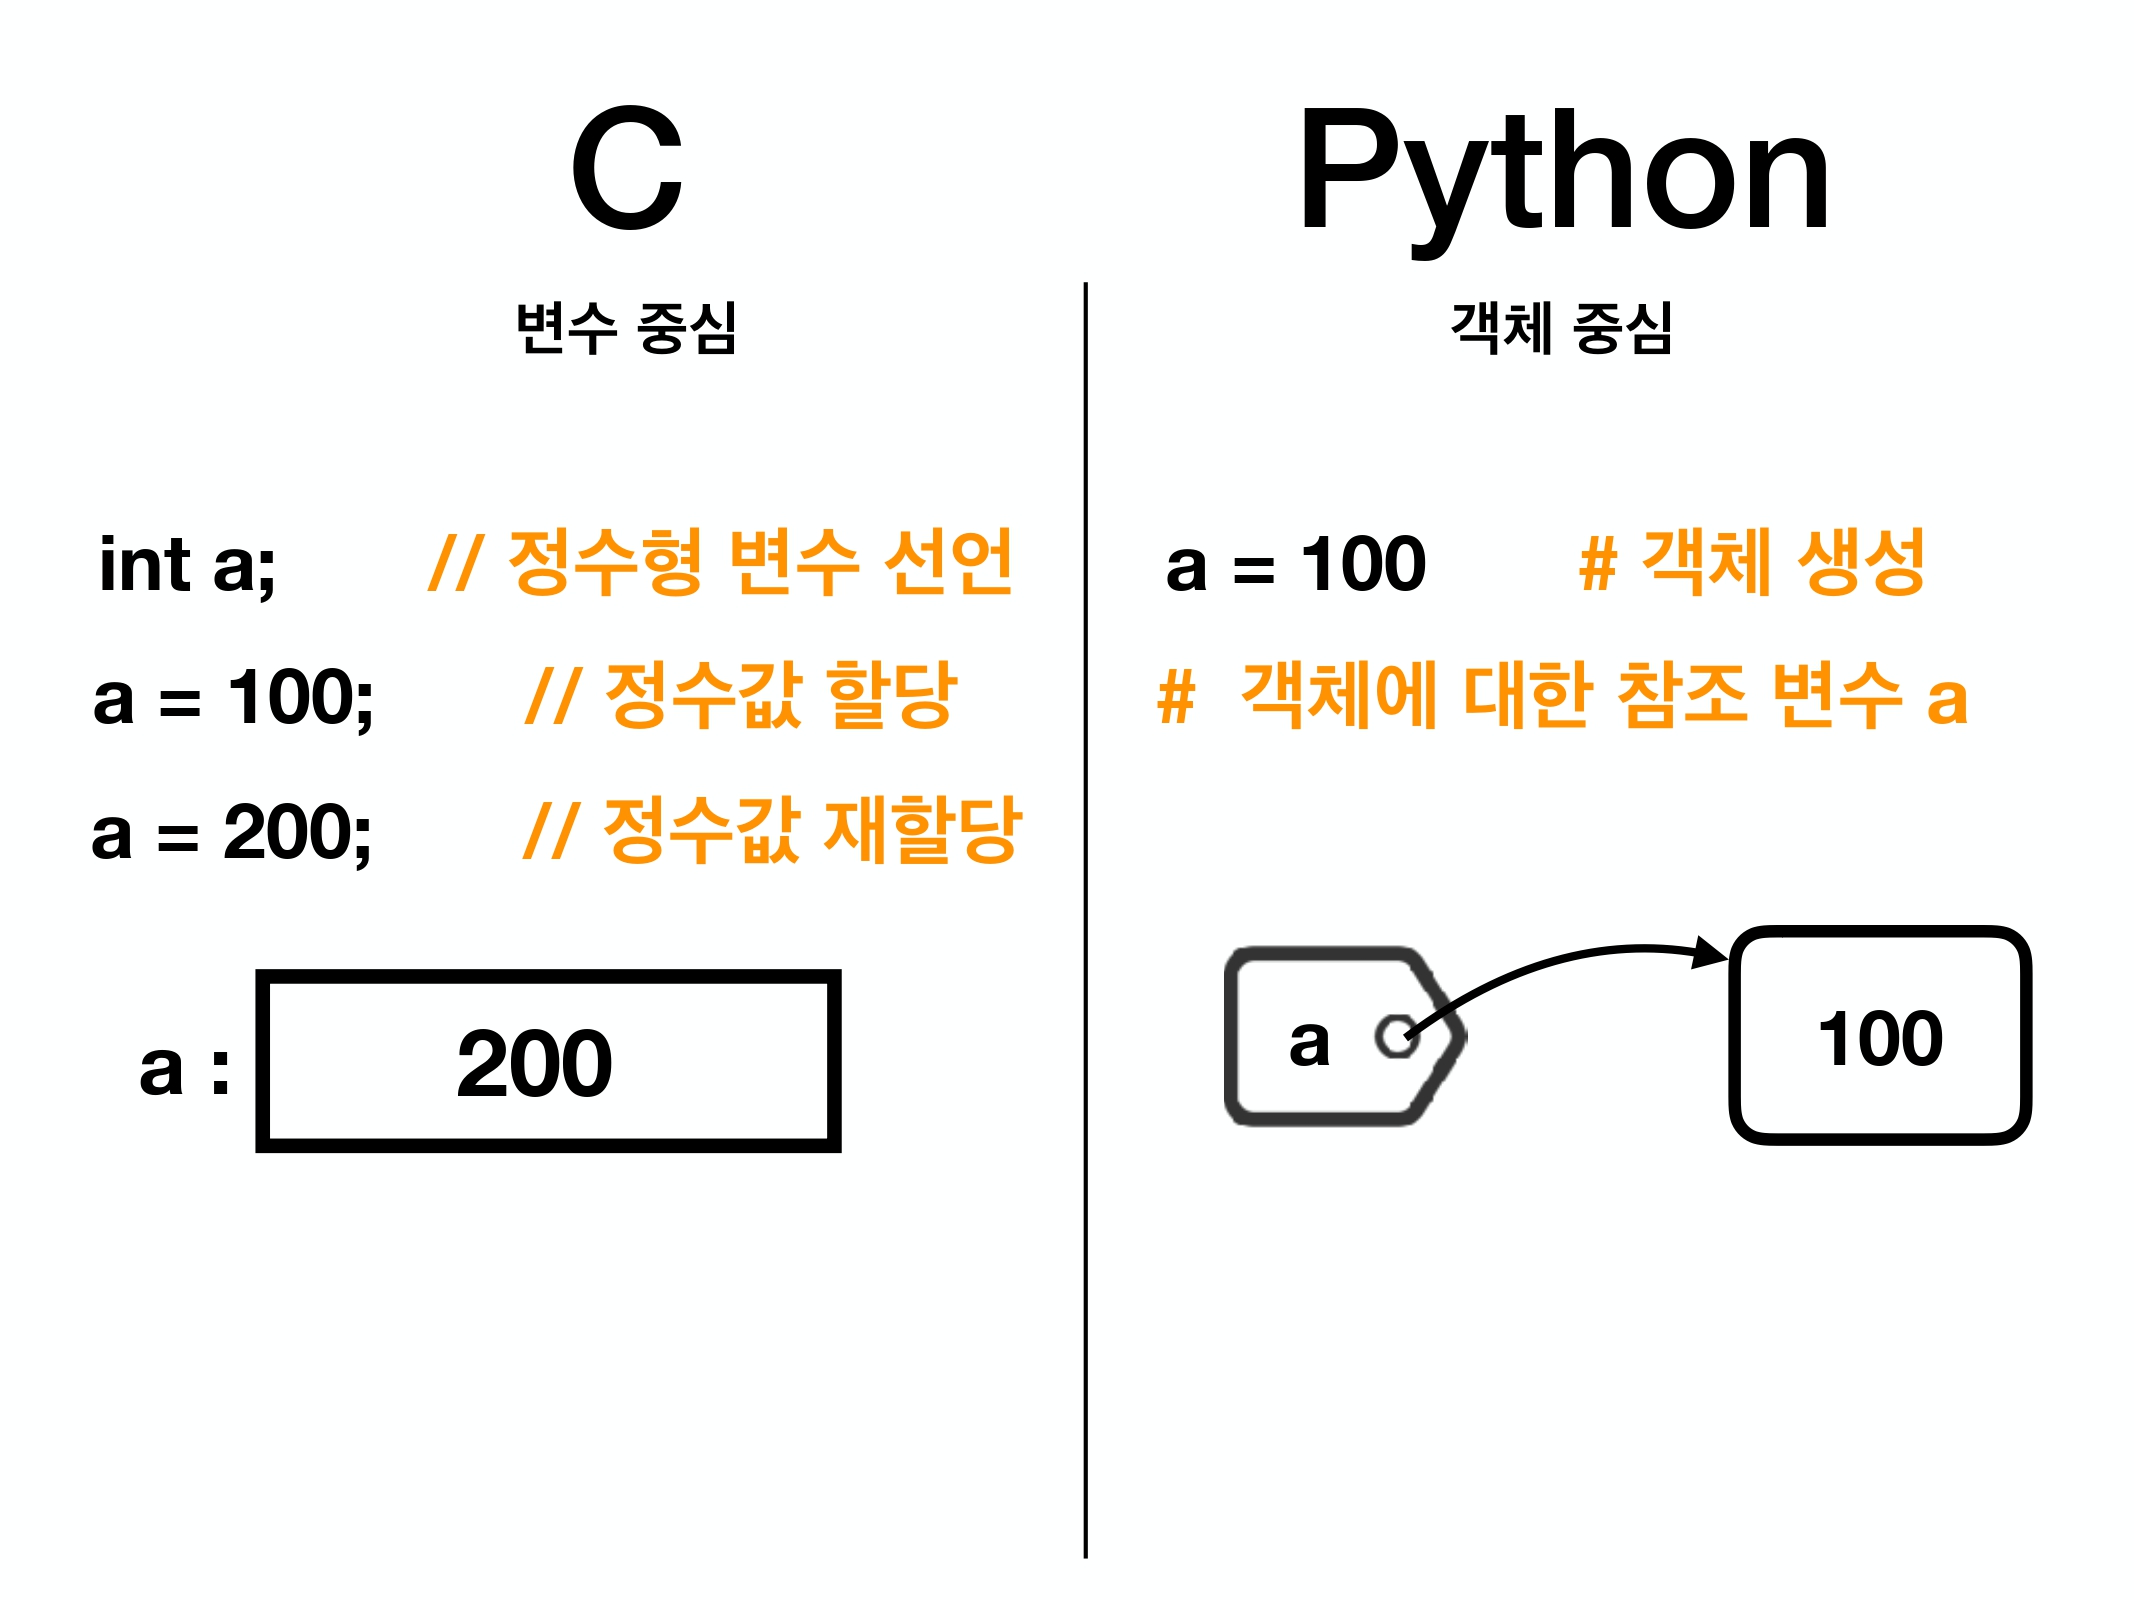 C
변수 중심
int a; // 정수형 변수 선언
a = 100; // 정수값 할당
a = 200; // 정수값 재할당
a : 200
Python
객체 중심
a = 100 # 객체 생성
# 객체에 대한 참조 변수 a
a 100